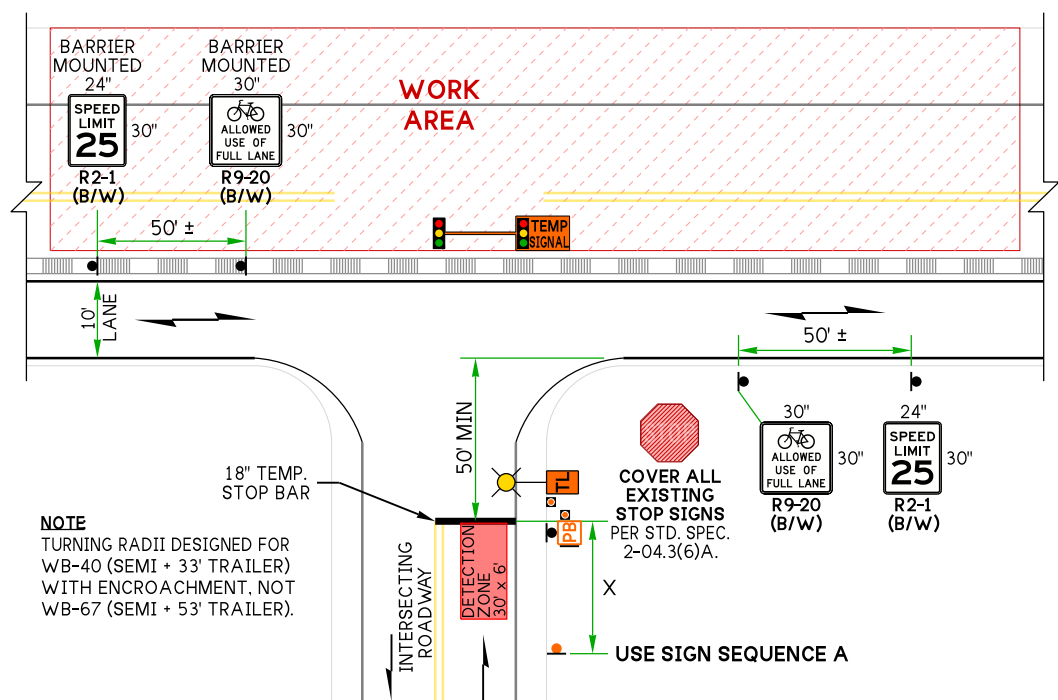 BARRIER
MOUNTED
24"
SPEED
LIMIT
25
30"
R2-1
(B/W)
BARRIER
MOUNTED
30"
ALLOWED
USE OF
FULL LANE
30"
R9-20
(B/W)
WORK
AREA
50' ±
TEMP
SIGNAL
10'
LANE
50' ±
50' MIN
STOP
COVER ALL
EXISTING
STOP SIGNS
PER STD. SPEC.
2-04.3(6)A.
30"
ALLOWED
USE OF
FULL LANE
30"
R9-20
(B/W)
24"
SPEED
LIMIT
25
30"
R2-1
(B/W)
18" TEMP.
STOP BAR
TL
PB
NOTE
TURNING RADII DESIGNED FOR
WB-40 (SEMI + 33' TRAILER)
WITH ENCROACHMENT, NOT
WB-67 (SEMI + 53' TRAILER).
INTERSECTING
ROADWAY
DETECTION
ZONE
30' x 6'
X
USE SIGN SEQUENCE A